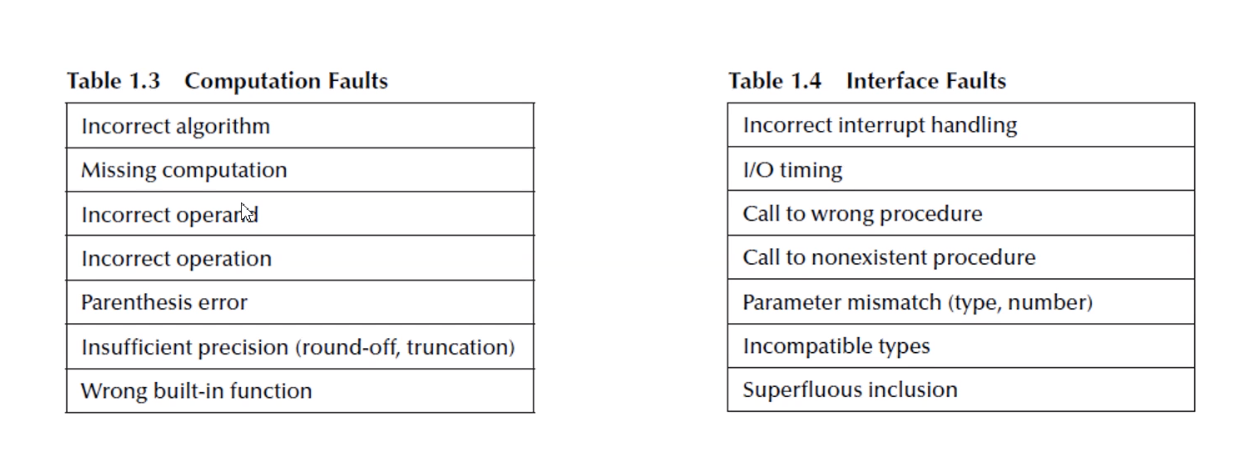 Table 1.3 Computation Faults
Incorrect algorithm
Missing computation
Incorrect operand
Incorrect operation
Parenthesis error
Insufficient precision (round-off, truncation)
Wrong built-in function
Table 1.4 Interface Faults
Incorrect interrupt handling
I/O timing
Call to wrong procedure
Call to nonexistent procedure
Parameter mismatch (type, number)
Incompatible types
Superfluous inclusion